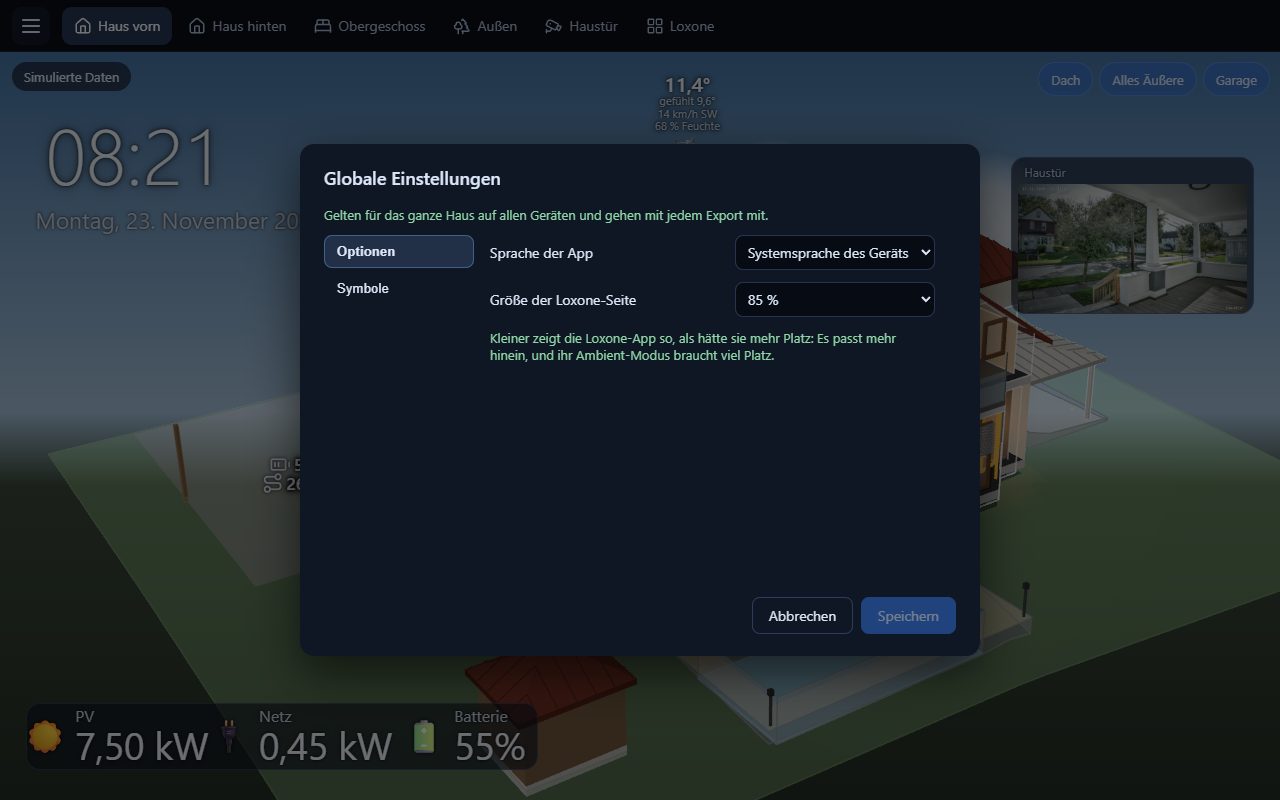 Haus vorn
Haus hinten
Obergeschoss
Außen
Haustür
Loxone
Simulierte Daten
11,4°
gefühlt 9,6°
14 km/h SW
68 % Feuchte
Dach
Alles Äußere
Garage
08:21
Montag, 23. November 20
Haustür
Globale Einstellungen
Gelten für das ganze Haus auf allen Geräten und gehen mit jedem Export mit.
Optionen
Symbole
Sprache der App
Systemsprache des Geräts
Größe der Loxone-Seite
85 %
Kleiner zeigt die Loxone-App so, als hätte sie mehr Platz: Es passt mehr
hinein, und ihr Ambient-Modus braucht viel Platz.
26
Abbrechen
Speichern
PV
7,50 kW
Netz
0,45 kW
Batterie
55%